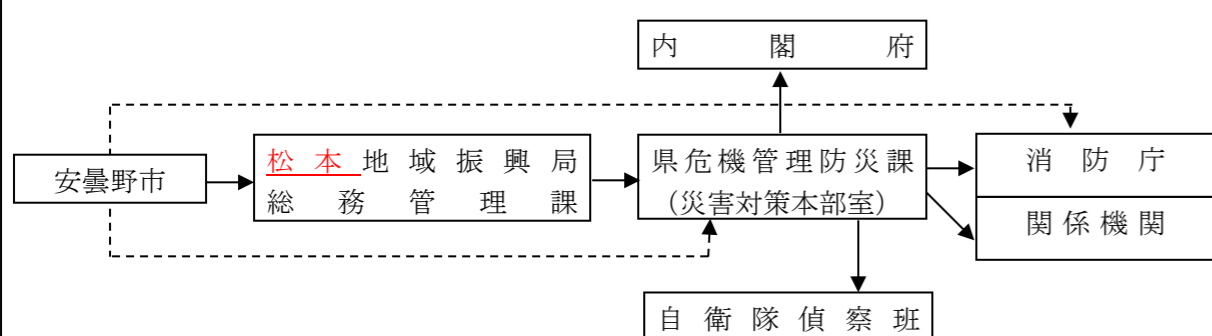 内閣府
安曇野市
松本地域振興局
総務管理課
県危機管理防災課
（災害対策本部室）
消防庁
関係機関
自衛隊偵察班